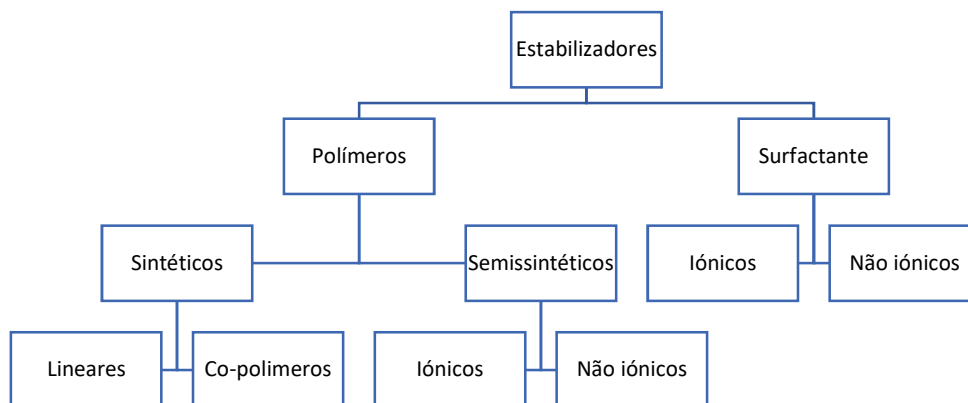 Estabilizadores
Polímeros
Surfactante
Sintéticos
Semissintéticos
Iónicos
Não iónicos
Lineares
Co-polimeros
Iónicos
Não iónicos